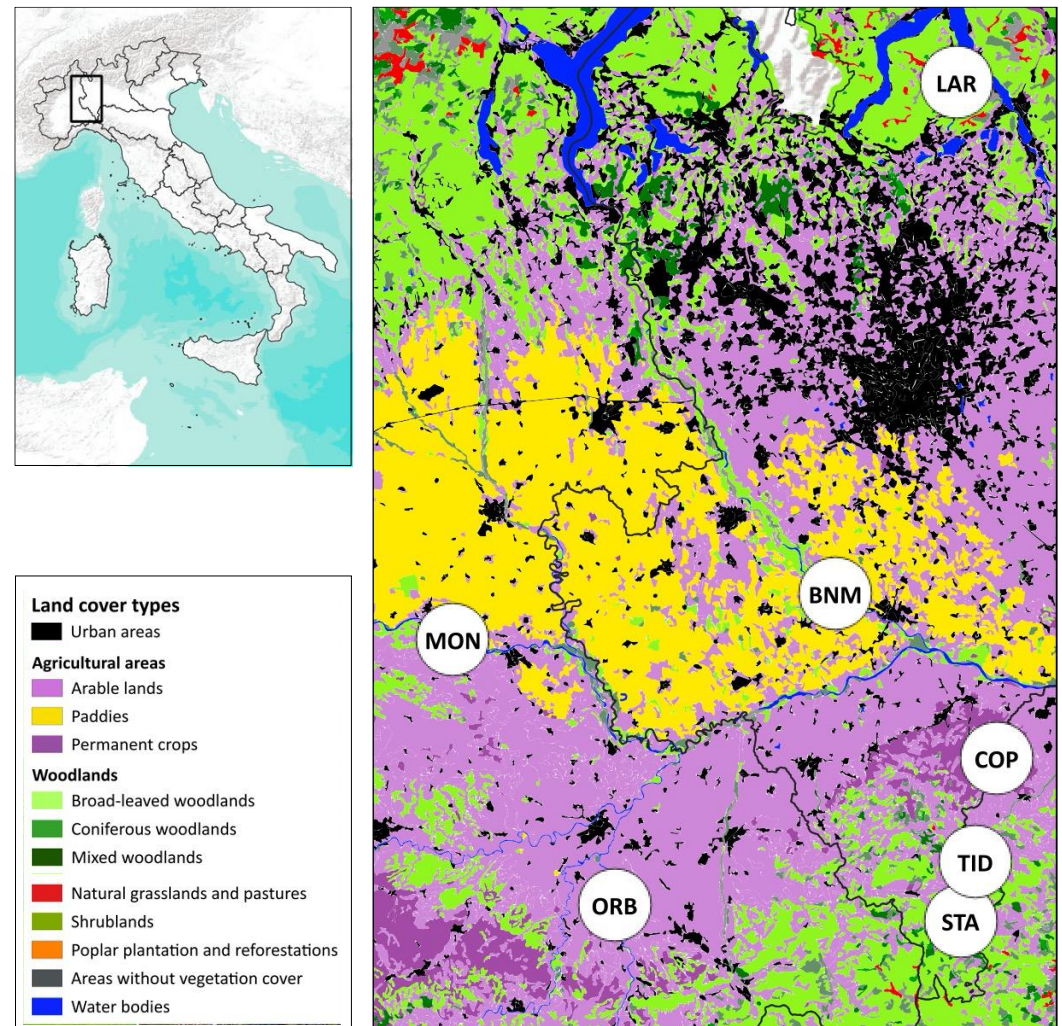 LAR
BNM
MON
COP
TID
ORB
STA
Land cover types
Urban areas
Agricultural areas
Arable lands
Paddies
Permanent crops
Woodlands
Broad-leaved woodlands
Coniferous woodlands
Mixed woodlands
Natural grasslands and pastures
Shrublands
Poplar plantation and reforestations
Areas without vegetation cover
Water bodies